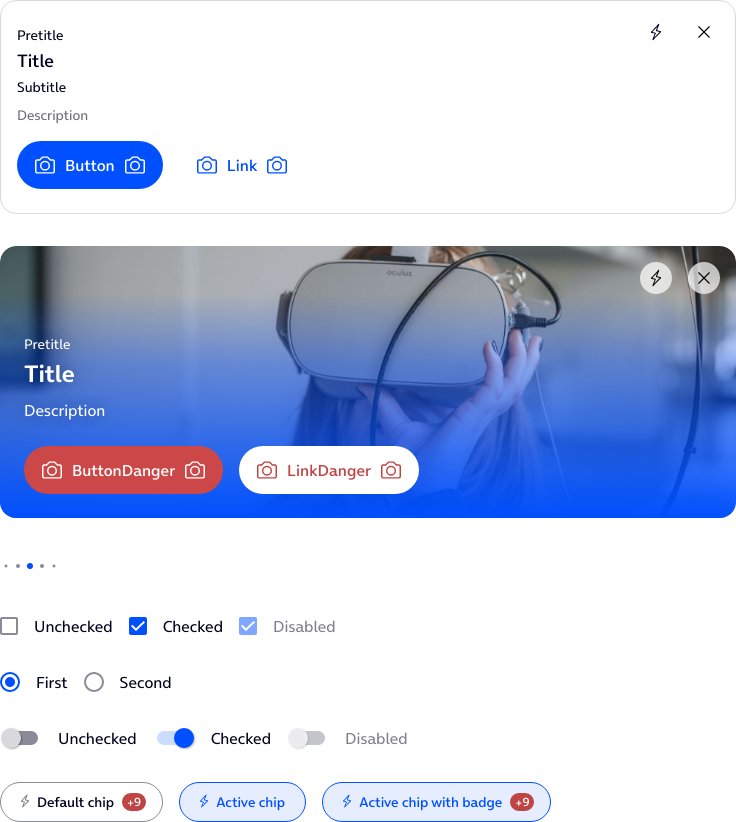 Pretitle
Title
Subtitle
Description
Button Link
oculus
Pretitle
Title
Description
ButtonDanger LinkDanger
Unchecked Checked Disabled
First Second
Unchecked Checked Disabled
Default chip +9 Active chip Active chip with badge +9